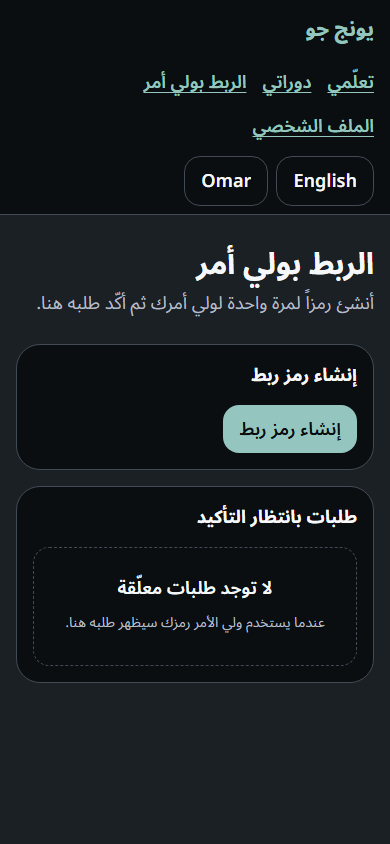 يونج جو
تعلّمي دوراتي الربط بولي أمر
الملف الشخصي
English Omar
الربط بولي أمر
أنشئ رمزاً لمرة واحدة لولي أمرك ثم أكّد طلبه هنا.
إنشاء رمز ربط
إنشاء رمز ربط
طلبات بانتظار التأكيد
لا توجد طلبات معلّقة
عندما يستخدم ولي الأمر رمزك سيظهر طلبه هنا.